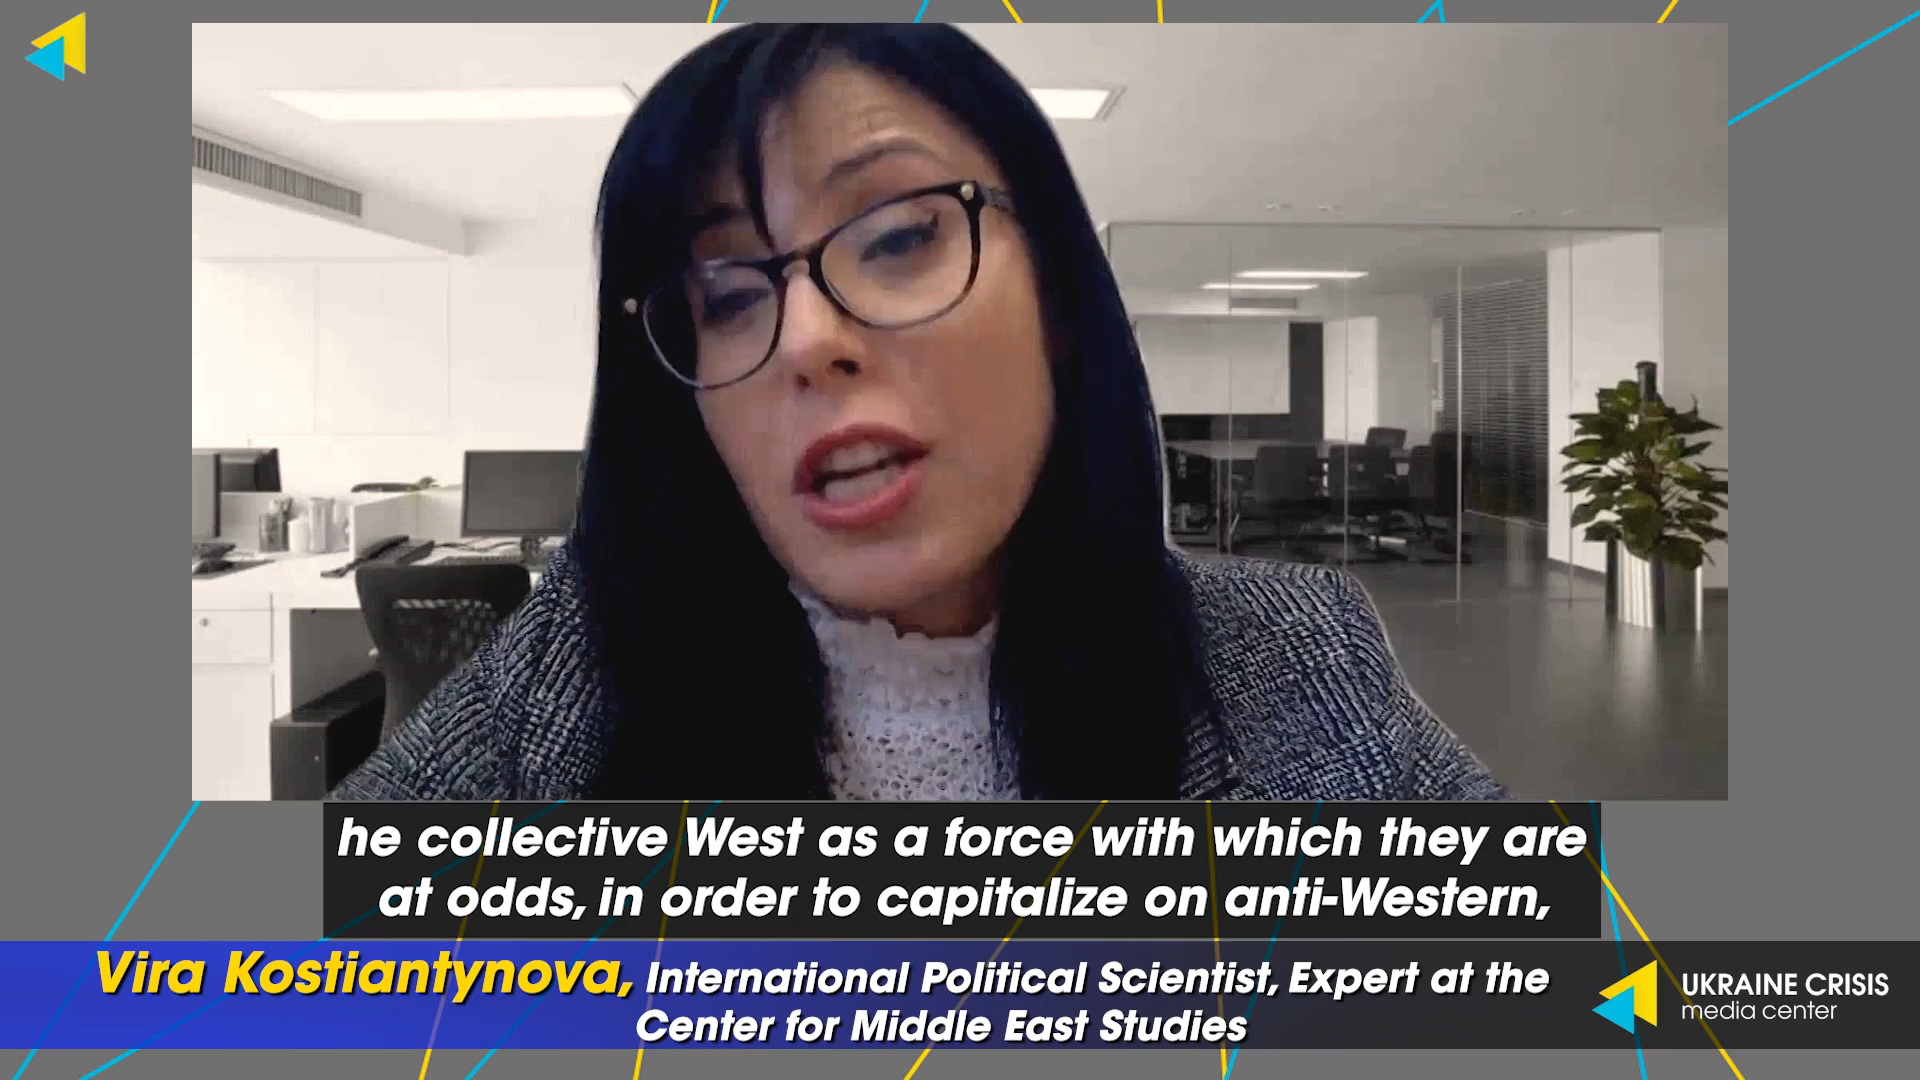 he collective West as a force with which they are
at odds, in order to capitalize on anti-Western,
Vira Kostiantynova, International Political Scientist, Expert at the
Center for Middle East Studies
UKRAINE CRISIS
media center